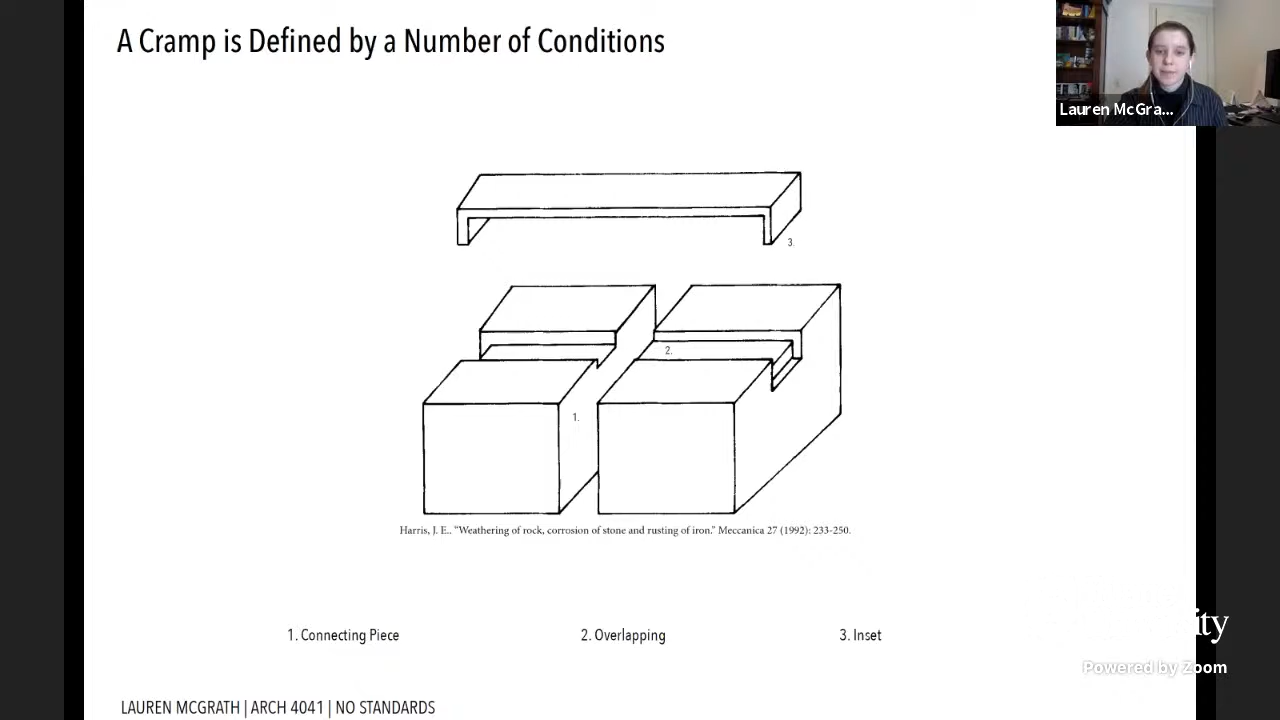 A Cramp is Defined by a Number of Conditions
Lauren McGra...
3.
2.
1.
Harris, J. E.. "Weathering of rock, corrosion of stone and rusting of iron." Meccanica 27 (1992): 233-250.
1. Connecting Piece
2. Overlapping
3. Inset
Powered by Zoom
LAUREN MCGRATH | ARCH 4041 | NO STANDARDS